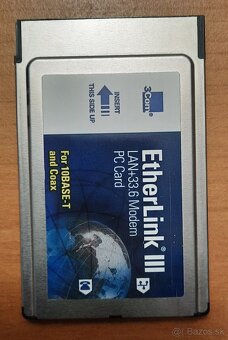 3Com®
INSERT
THIS SIDE UP
EtherLink® III
LAN+33.6 Modem
PC Card
For 10BASE-T
and Coax
Bazos.sk